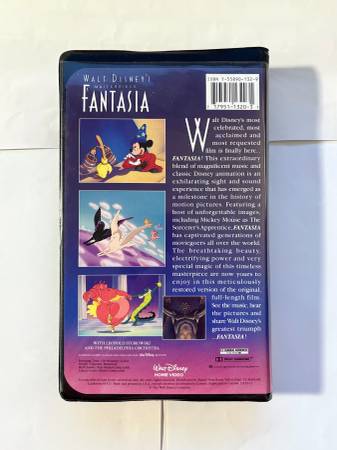 WALT DISNEY'S
MASTERPIECE
FANTASIA
ISBN 1-55890-132-9
17951-1320-3
Walt Disney's most
celebrated, most
acclaimed and
most requested
film is finally here...
FANTASIA! This extraordinary
blend of magnificent music and
classic Disney animation is an
exhilarating sight and sound
experience that has emerged as
a milestone in the history of
motion pictures. Featuring a
host of unforgettable images,
including Mickey Mouse as The
Sorcerer's Apprentice, FANTASIA
has captivated generations of
moviegoers all over the world.
The breathtaking beauty,
electrifying power and very
special magic of this timeless
masterpiece are now yours to
enjoy in this meticulously
restored version of the original,
full-length film.
See the music, hear
the pictures and
share Walt Disney's
greatest triumph
...FANTASIA!
WITH LEOPOLD STOKOWSKI
AND THE PHILADELPHIA ORCHESTRA
Walt Disney
HOME VIDEO